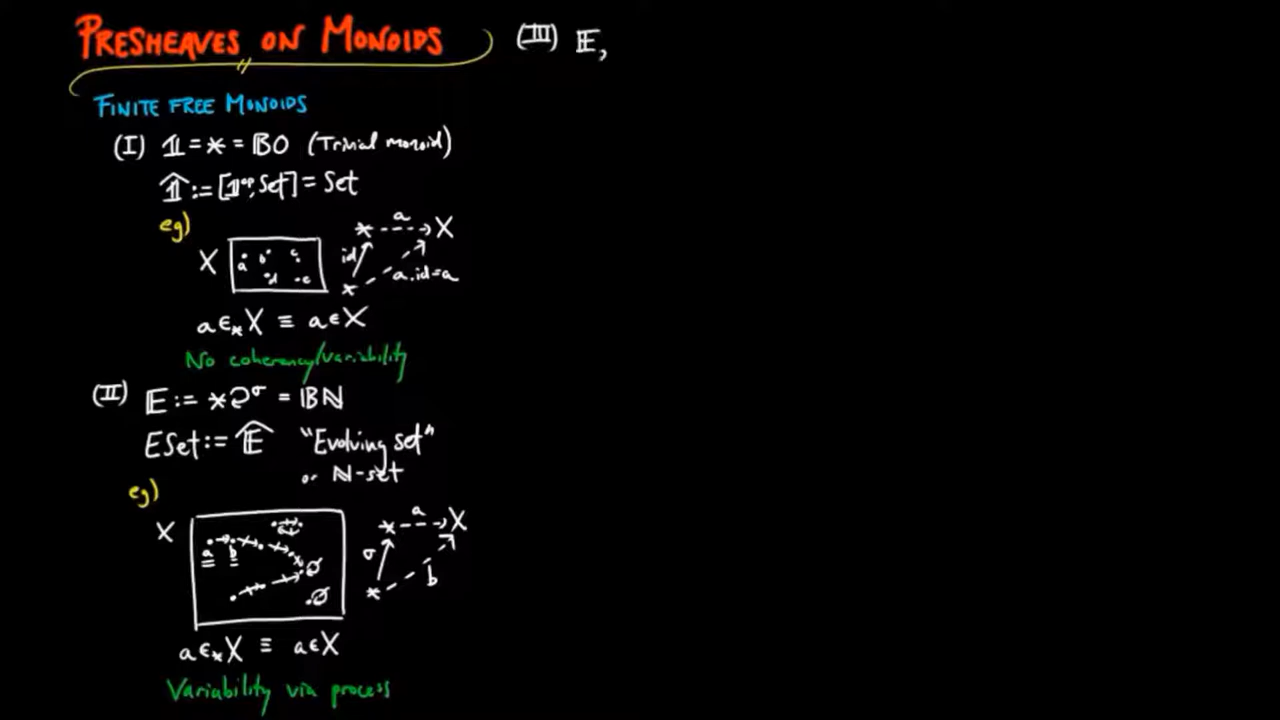 PRESHEAVES ON MONOIDS
FINITE FREE MONOIDS
(I) 𝟙 = * = 𝔹0 (Trivial monoid)
𝟙̂ := [𝟙ᵒᵖ, Set] = Set
eg)
X
a b c d e
* a X
id
a.id=a
*
a ∈* X ≡ a ∈ X
No coherency/variability
(II) 𝔼 := * ⟲ σ = 𝔹ℕ
ESet := 𝔼̂ "Evolving set"
or ℕ-set
eg)
X
a b
* a X
σ
b
*
a ∈* X ≡ a ∈ X
Variability via process
(III) 𝔼,